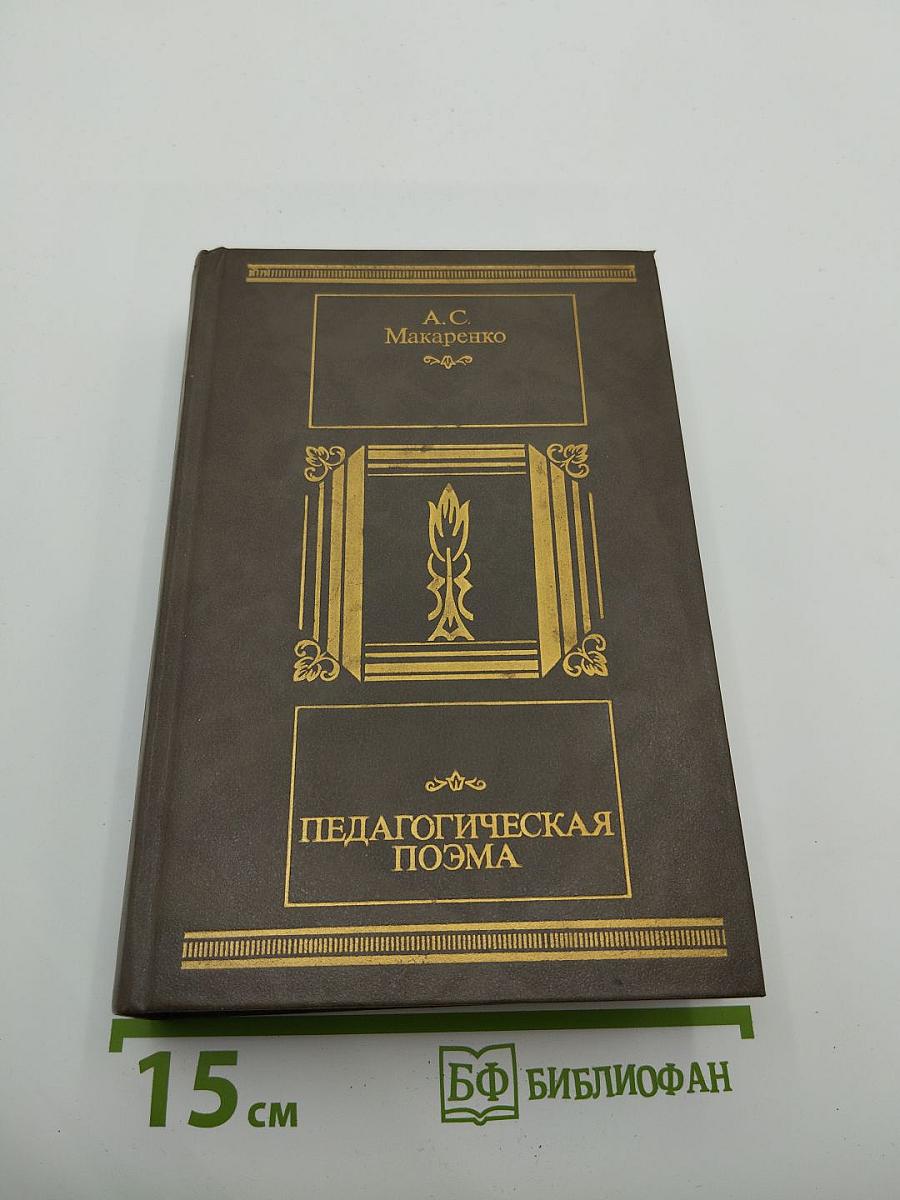 А. С.
Макаренко
ПЕДАГОГИЧЕСКАЯ
ПОЭМА
15 см
БФ БИБЛИОФАН